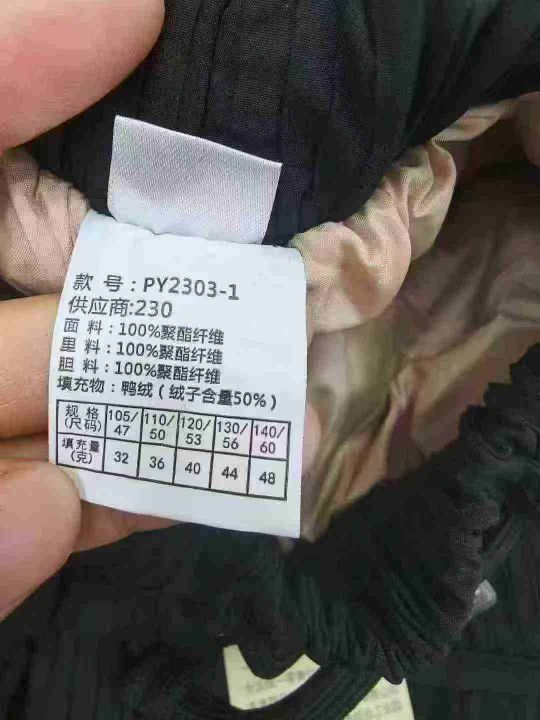 款 号：PY2303-1
供应商:230
面 料：100%聚酯纤维
里 料：100%聚酯纤维
胆 料：100%聚酯纤维
填充物：鸭绒（绒子含量50%）
规 格（尺码） 105/47 110/50 120/53 130/56 140/60
填充量（克） 32 36 40 44 48